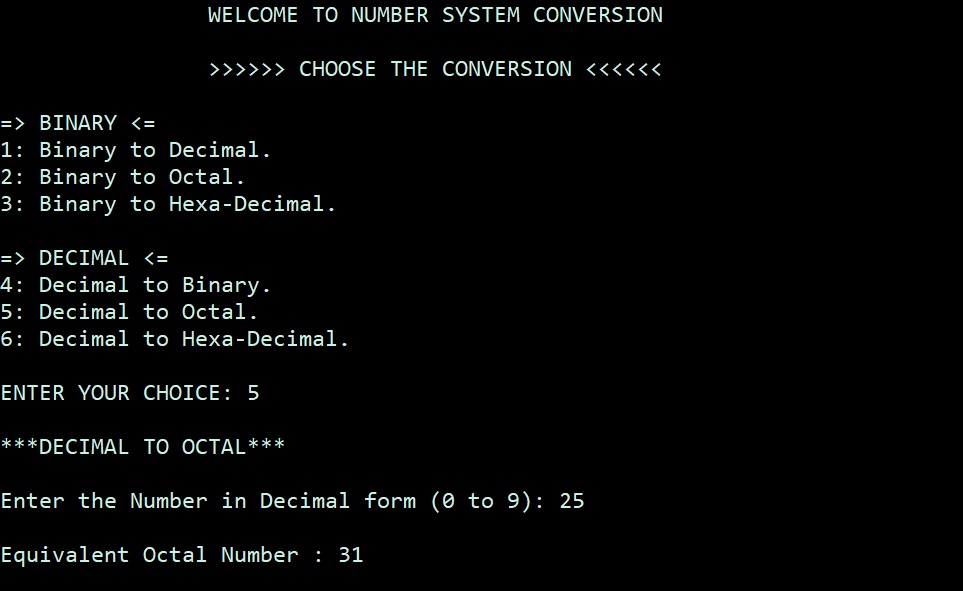 WELCOME TO NUMBER SYSTEM CONVERSION
>>>>>> CHOOSE THE CONVERSION <<<<<<
=> BINARY <=
1: Binary to Decimal.
2: Binary to Octal.
3: Binary to Hexa-Decimal.
=> DECIMAL <=
4: Decimal to Binary.
5: Decimal to Octal.
6: Decimal to Hexa-Decimal.
ENTER YOUR CHOICE: 5
***DECIMAL TO OCTAL***
Enter the Number in Decimal form (0 to 9): 25
Equivalent Octal Number : 31